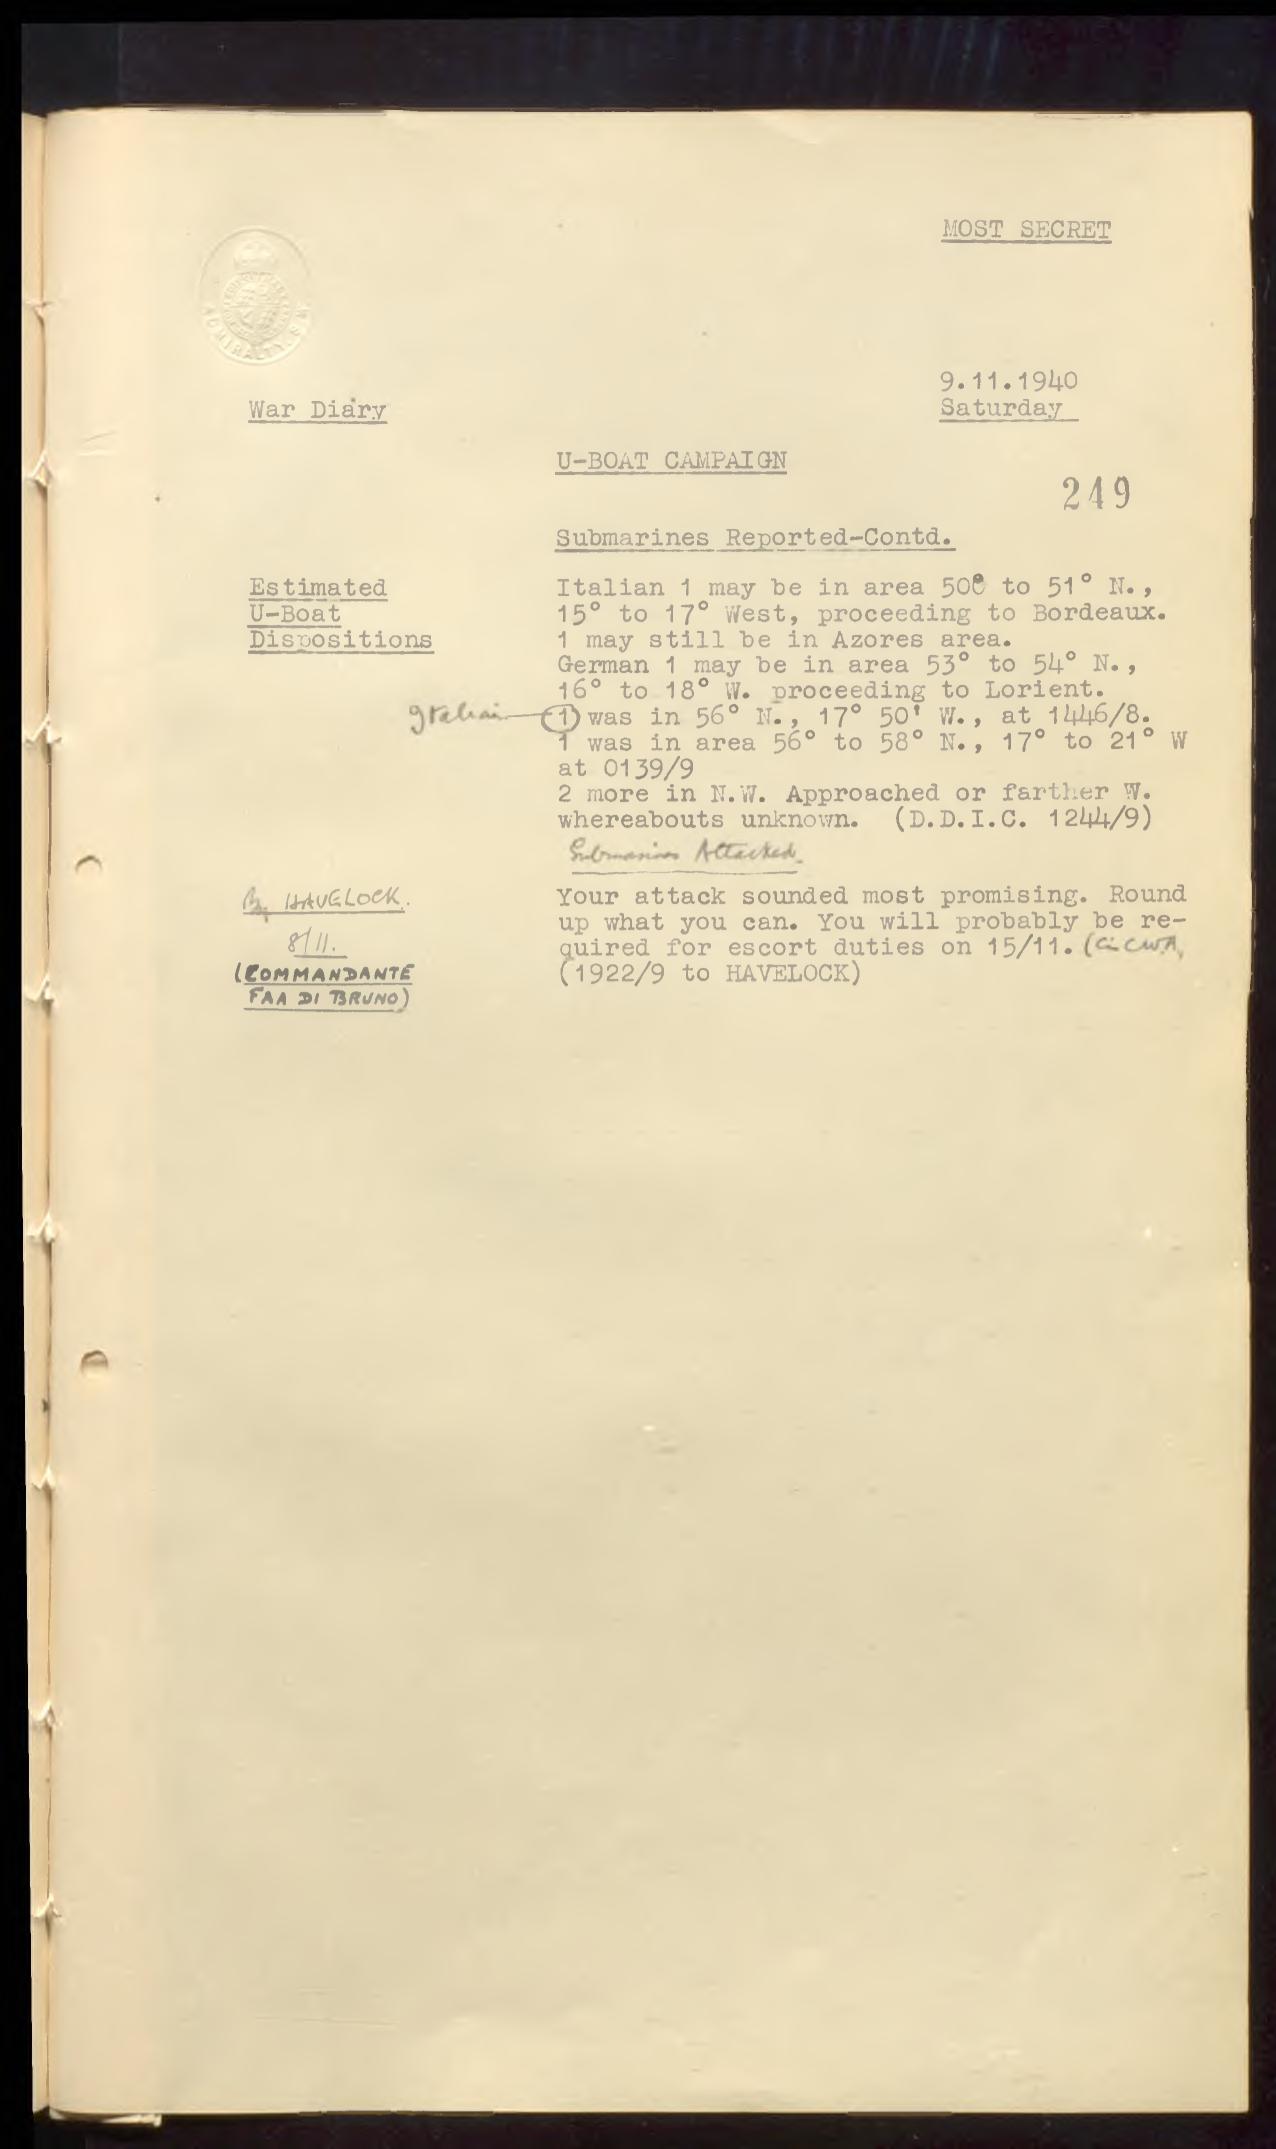 MOST SECRET
ADMIRALTY. S.W.
9.11.1940
Saturday
War Diary
U-BOAT CAMPAIGN
249
Submarines Reported-Contd.
Estimated
U-Boat
Dispositions
Italian 1 may be in area 50° to 51° N.,
15° to 17° West, proceeding to Bordeaux.
1 may still be in Azores area.
German 1 may be in area 53° to 54° N.,
16° to 18° W. proceeding to Lorient.
Italian 1 was in 56° N., 17° 50' W., at 1446/8.
1 was in area 56° to 58° N., 17° to 21° W
at 0139/9
2 more in N.W. Approached or farther W.
whereabouts unknown. (D.D.I.C. 1244/9)
Submarines Attacked.
By HAVELOCK.
8/11.
(COMMANDANTE
FAA DI BRUNO)
Your attack sounded most promising. Round
up what you can. You will probably be re-
quired for escort duties on 15/11. (CinCWA,
(1922/9 to HAVELOCK)